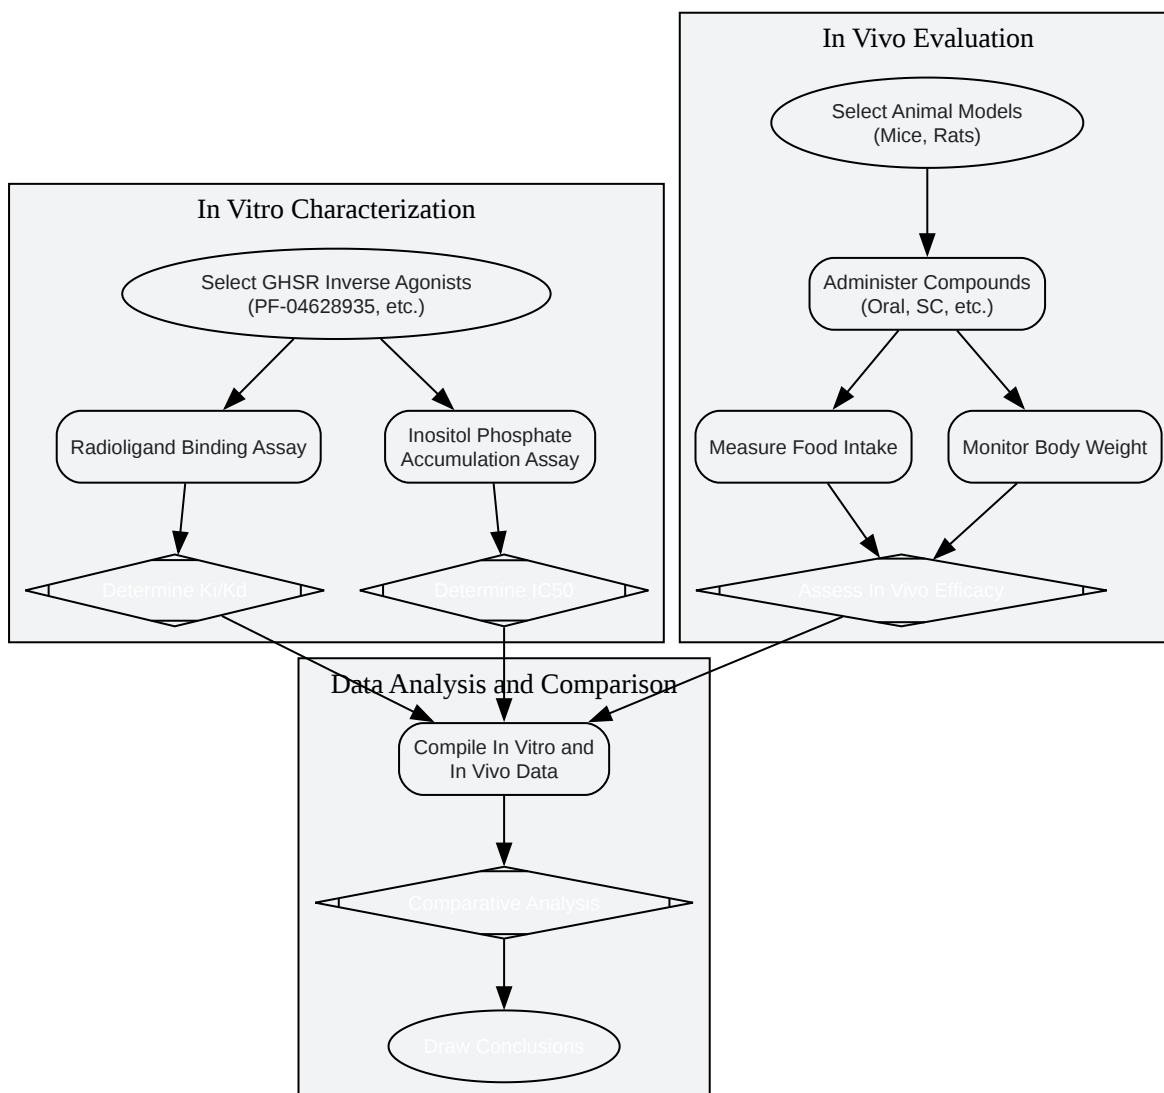 In Vivo Evaluation
Select Animal Models
(Mice, Rats)
In Vitro Characterization
Select GHSR Inverse Agonists
(PF-04628935, etc.)
Administer Compounds
(Oral, SC, etc.)
Radioligand Binding Assay
Inositol Phosphate
Accumulation Assay
Measure Food Intake
Monitor Body Weight
Determine Ki/Kd
Determine IC50
Assess In Vivo Efficacy
Data Analysis and Comparison
Compile In Vitro and
In Vivo Data
Comparative Analysis
Draw Conclusions